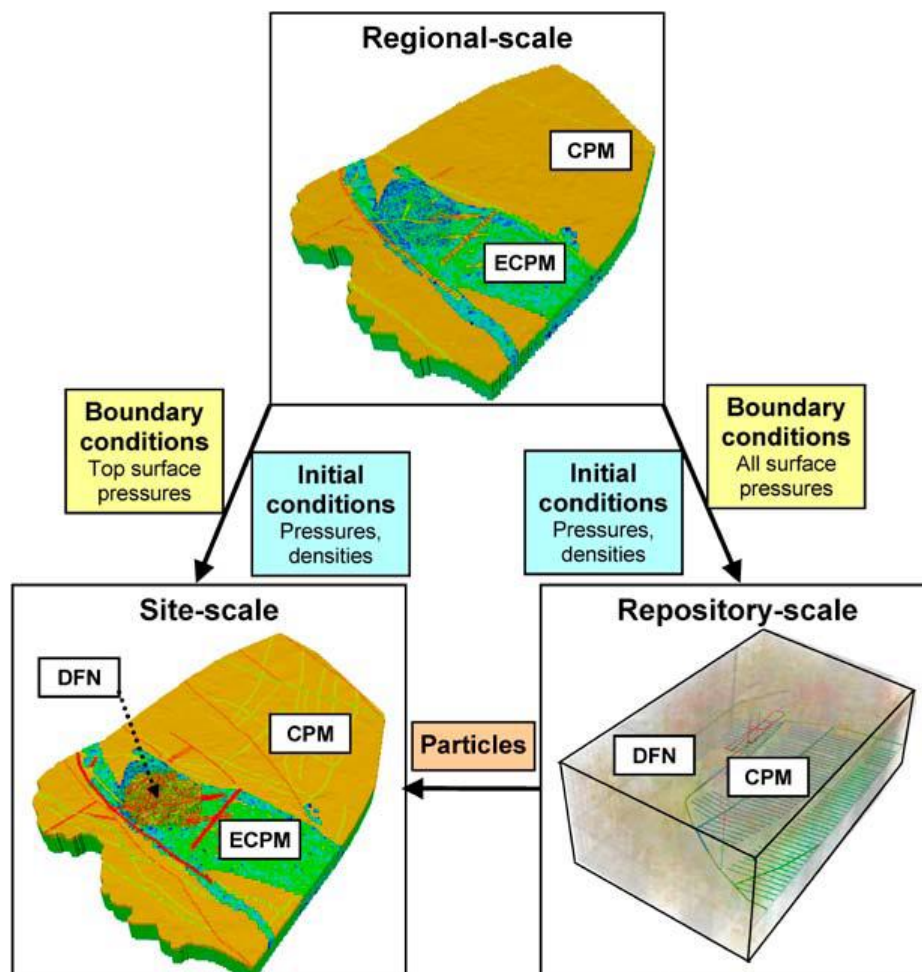 Regional-scale
CPM
ECPM
Boundary
conditions
Top surface
pressures
Initial
conditions
Pressures,
densities
Initial
conditions
Pressures,
densities
Boundary
conditions
All surface
pressures
Site-scale
DFN
CPM
ECPM
Particles
Repository-scale
DFN
CPM